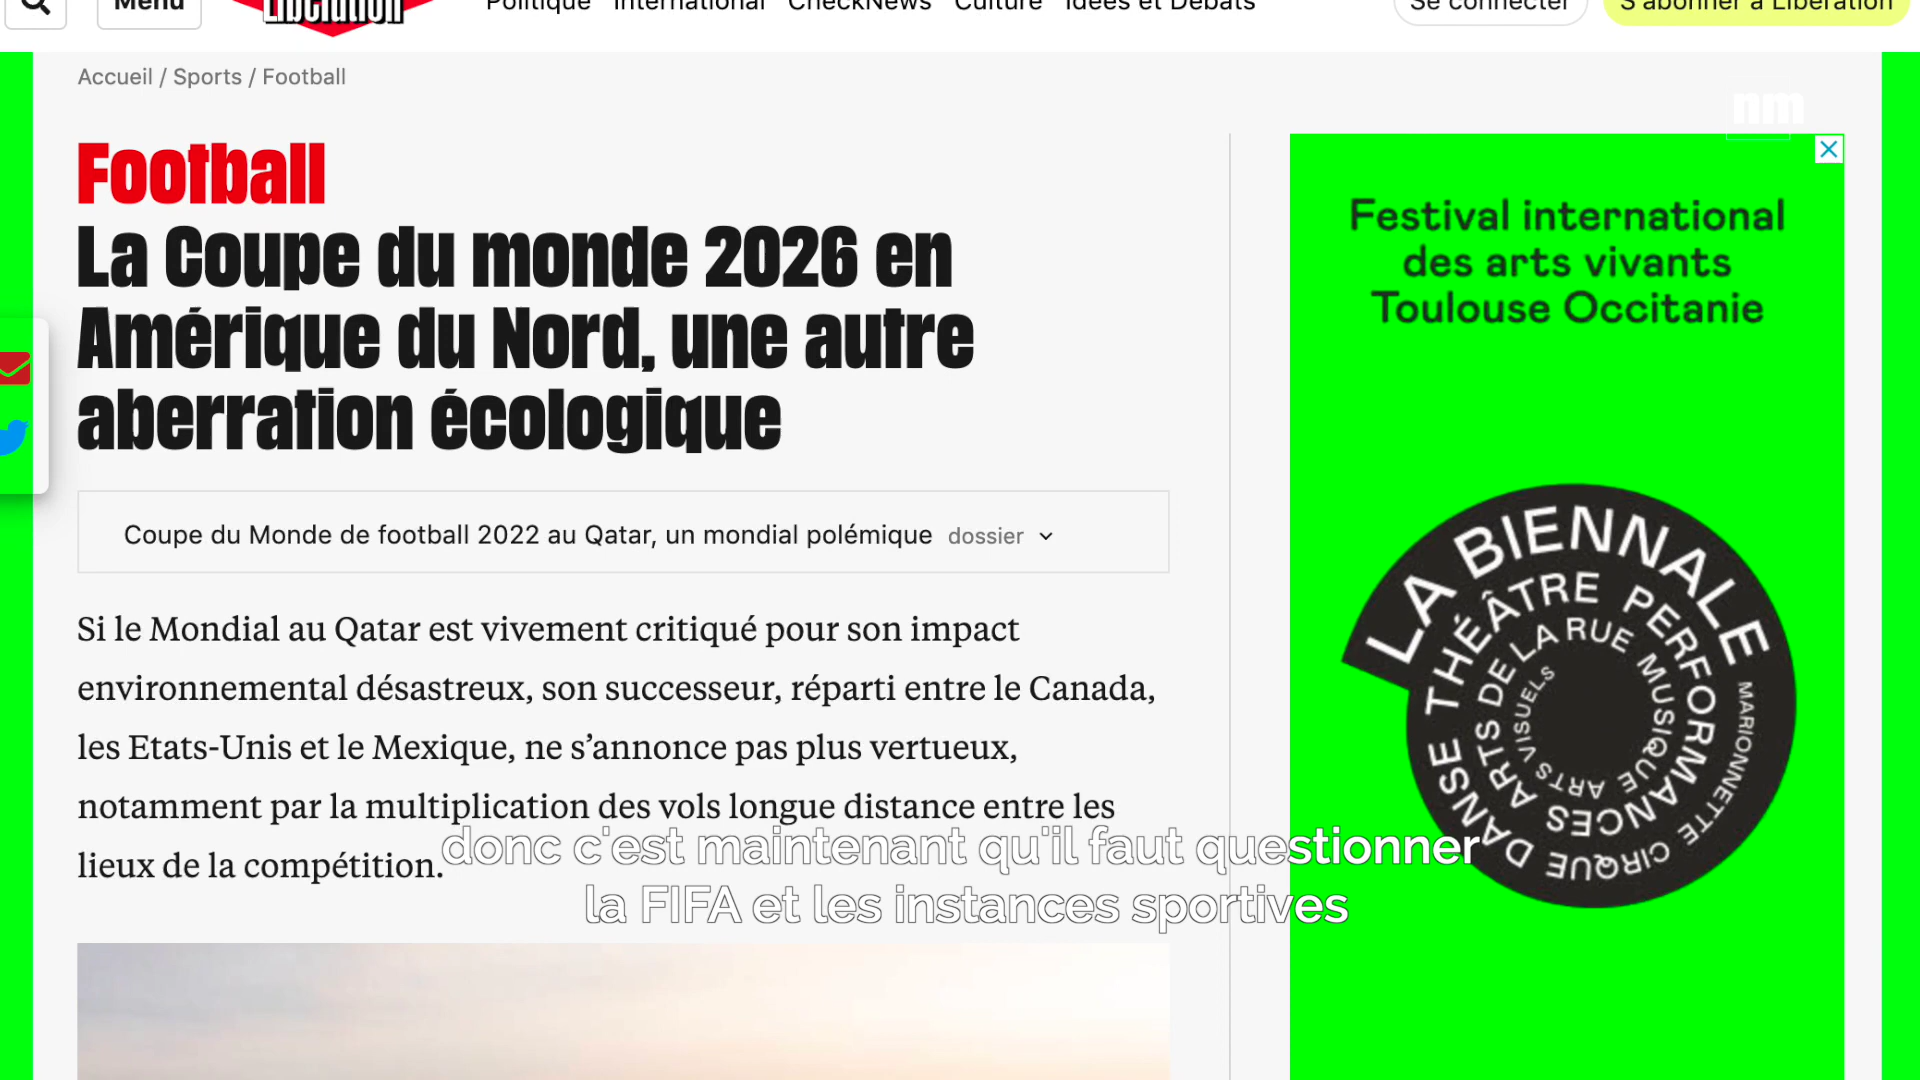 Menu
Libération
Politique International CheckNews Culture Idées et Débats
Se connecter
S'abonner à Libération
Accueil / Sports / Football
nm
Football
La Coupe du monde 2026 en
Amérique du Nord, une autre
aberration écologique
Coupe du Monde de football 2022 au Qatar, un mondial polémique dossier
Si le Mondial au Qatar est vivement critiqué pour son impact
environnemental désastreux, son successeur, réparti entre le Canada,
les Etats-Unis et le Mexique, ne s’annonce pas plus vertueux,
notamment par la multiplication des vols longue distance entre les
lieux de la compétition.
donc c'est maintenant qu'il faut questionner
la FIFA et les instances sportives
Festival international
des arts vivants
Toulouse Occitanie
LA BIENNALE
DANSE THÉÂTRE PERFORMANCES ARTS DE LA RUE MUSIQUE ARTS VISUELS
MARIONNETTE CIRQUE